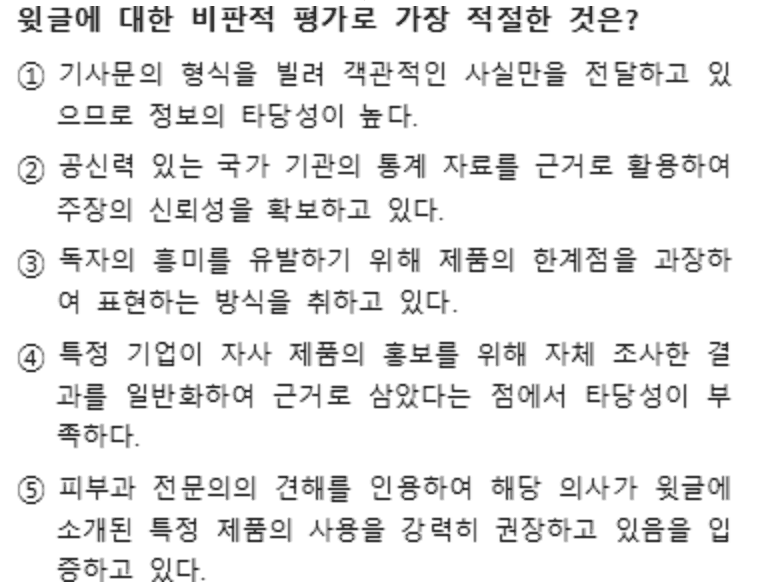 윗글에 대한 비판적 평가로 가장 적절한 것은?
① 기사문의 형식을 빌려 객관적인 사실만을 전달하고 있
으므로 정보의 타당성이 높다.
② 공신력 있는 국가 기관의 통계 자료를 근거로 활용하여
주장의 신뢰성을 확보하고 있다.
③ 독자의 흥미를 유발하기 위해 제품의 한계점을 과장하
여 표현하는 방식을 취하고 있다.
④ 특정 기업이 자사 제품의 홍보를 위해 자체 조사한 결
과를 일반화하여 근거로 삼았다는 점에서 타당성이 부
족하다.
⑤ 피부과 전문의의 견해를 인용하여 해당 의사가 윗글에
소개된 특정 제품의 사용을 강력히 권장하고 있음을 입
증하고 있다.